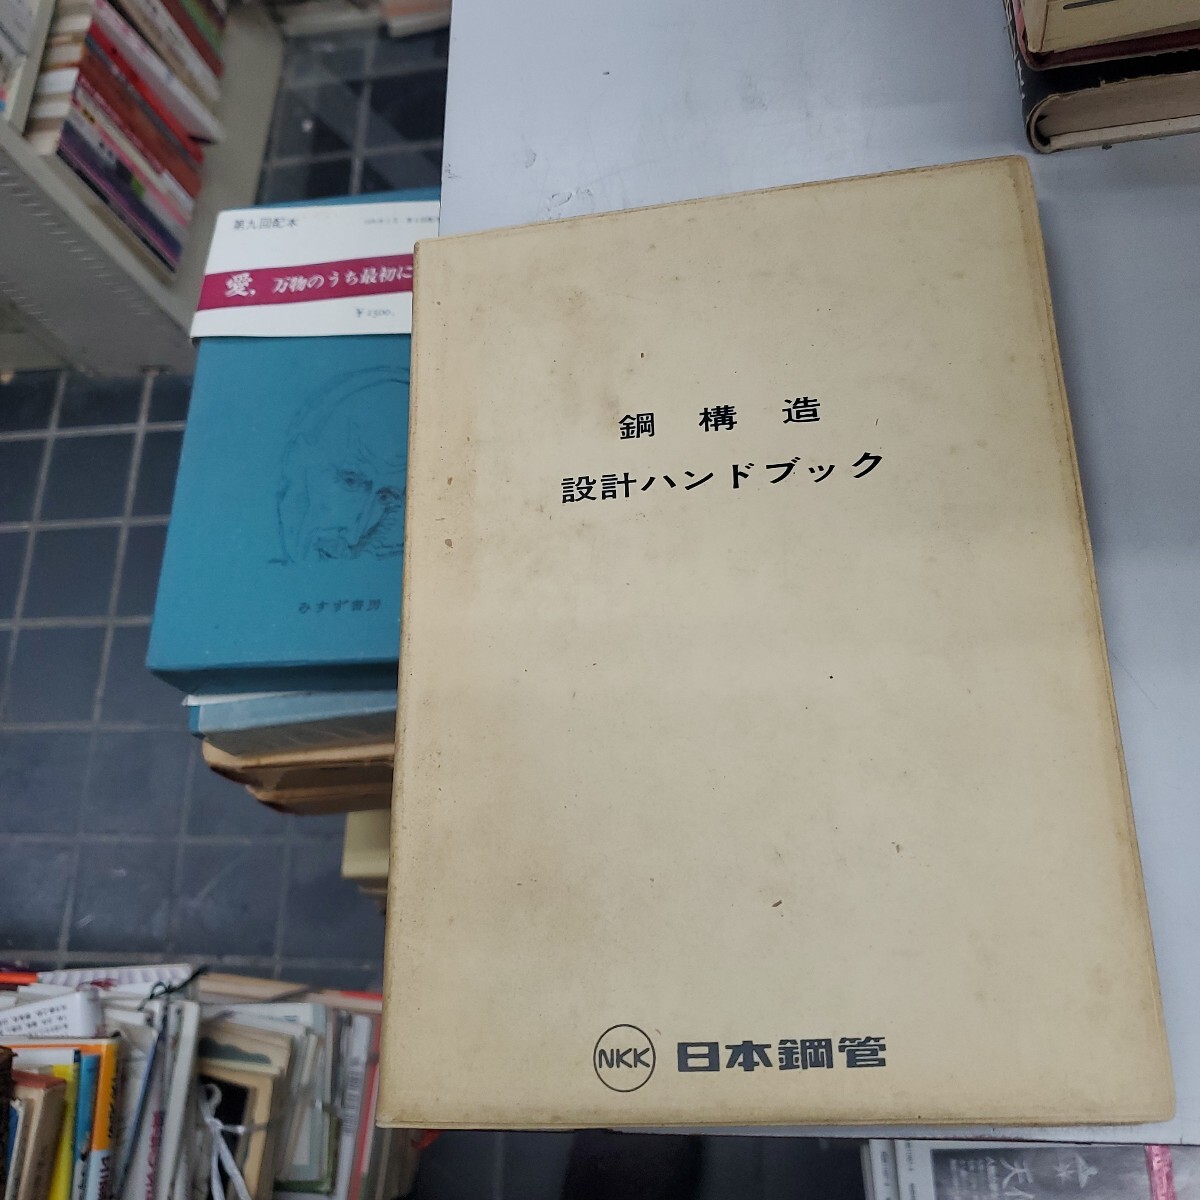 第九回配本
愛、万物のうち最初に
¥2500.
みすず書房
鋼構造
設計ハンドブック
NKK 日本鋼管